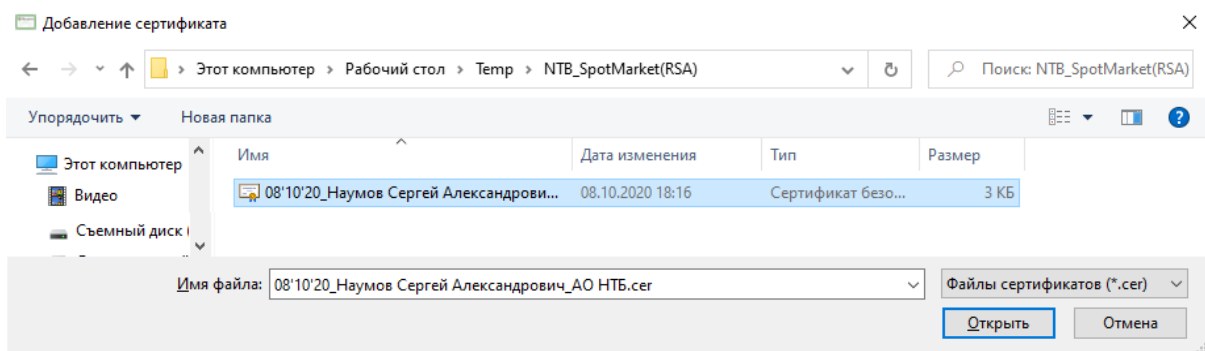 Добавление сертификата
Этот компьютер › Рабочий стол › Temp › NTB_SpotMarket(RSA)
Поиск: NTB_SpotMarket(RSA)
Упорядочить
Новая папка
Имя Дата изменения Тип Размер
Этот компьютер
Видео
Съемный диск (
08'10'20_Наумов Сергей Александрови... 08.10.2020 18:16 Сертификат безо... 3 КБ
Имя файла: 08'10'20_Наумов Сергей Александрович_АО НТБ.cer
Файлы сертификатов (*.cer)
Открыть Отмена